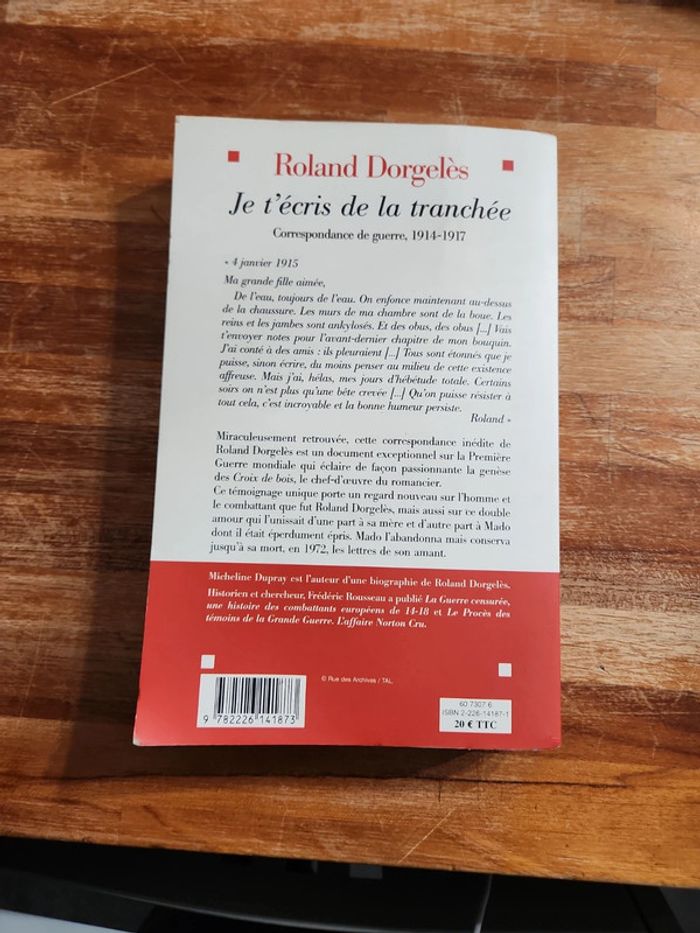 Roland Dorgelès
Je t'écris de la tranchée
Correspondance de guerre, 1914-1917
« 4 janvier 1915
Ma grande fille aimée,
De l'eau, toujours de l'eau. On enfonce maintenant au-dessus
de la chaussure. Les murs de ma chambre sont de la boue. Les
reins et les jambes sont ankylosés. Et des obus, des obus [...] Vais
t'envoyer notes pour l'avant-dernier chapitre de mon bouquin.
J'ai conté à des amis : ils pleuraient [...] Tous sont étonnés que je
puisse, sinon écrire, du moins penser au milieu de cette existence
affreuse. Mais j'ai, hélas, mes jours d'hébétude totale. Certains
soirs on n'est plus qu'une bête crevée [...] Qu'on puisse résister à
tout cela, c'est incroyable et la bonne humeur persiste.
Roland »
Miraculeusement retrouvée, cette correspondance inédite de
Roland Dorgelès est un document exceptionnel sur la Première
Guerre mondiale qui éclaire de façon passionnante la genèse
des Croix de bois, le chef-d'œuvre du romancier.
Ce témoignage unique porte un regard nouveau sur l'homme et
le combattant que fut Roland Dorgelès, mais aussi sur ce double
amour qui l'unissait d'une part à sa mère et d'autre part à Mado
dont il était éperdument épris. Mado l'abandonna mais conserva
jusqu'à sa mort, en 1972, les lettres de son amant.
Micheline Dupray est l'auteur d'une biographie de Roland Dorgelès.
Historien et chercheur, Frédéric Rousseau a publié La Guerre censurée,
une histoire des combattants européens de 14-18 et Le Procès des
témoins de la Grande Guerre. L'affaire Norton Cru.
© Rue des Archives / TAL.
9 782226 141873
60 7307 6
ISBN 2-226-14187-1
20 € TTC